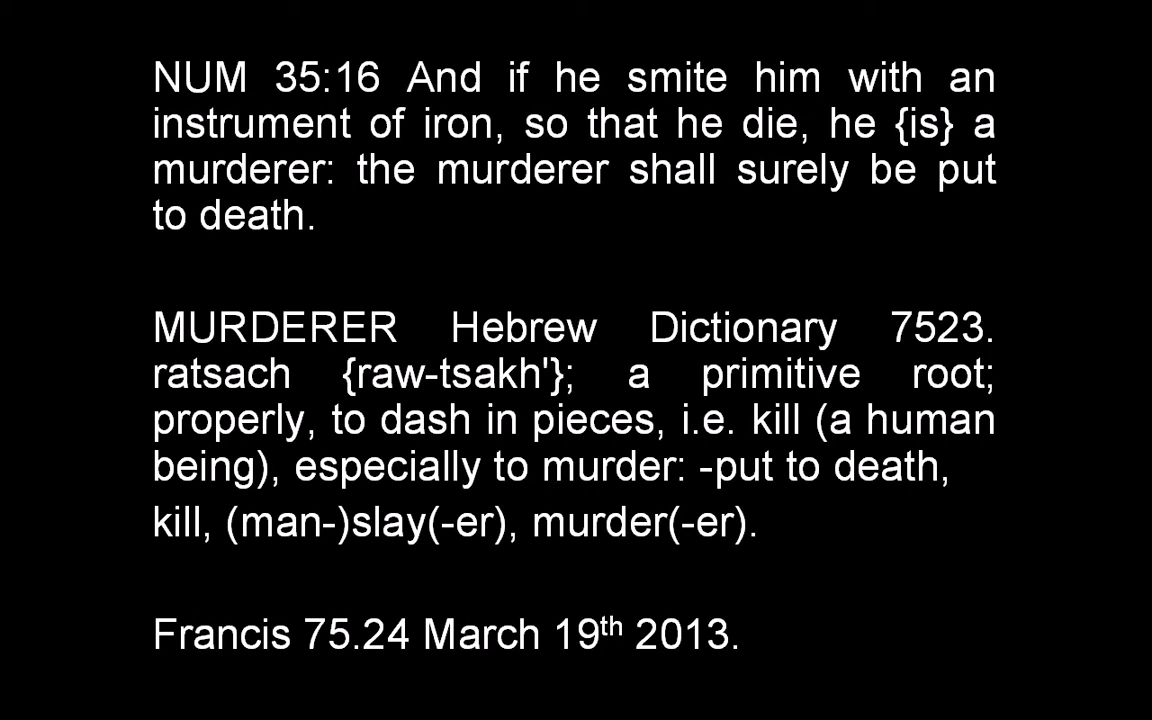 NUM 35:16 And if he smite him with an
instrument of iron, so that he die, he {is} a
murderer: the murderer shall surely be put
to death.
MURDERER Hebrew Dictionary 7523.
ratsach {raw-tsakh'}; a primitive root;
properly, to dash in pieces, i.e. kill (a human
being), especially to murder: -put to death,
kill, (man-)slay(-er), murder(-er).
Francis 75.24 March 19th 2013.